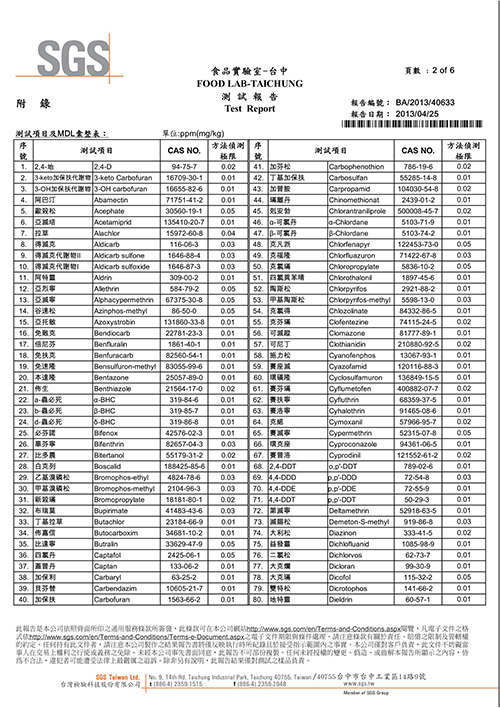 SGS
食品實驗室-台中
頁數 : 2 of 6
FOOD LAB-TAICHUNG
測 試 報 告
附 錄
Test Report
報告編號: BA/2013/40633
報告日期: 2013/04/25
測試項目及MDL彙整表:
單位:ppm(mg/kg)
序號 測試項目 CAS NO. 方法偵測極限 序號 測試項目 CAS NO. 方法偵測極限
1. 2,4-地 2,4-D 94-75-7 0.02 41. 加芬松 Carbophenothion 786-19-6 0.02
2. 3-keto加保扶代謝物 3-keto Carbofuran 16709-30-1 0.01 42. 丁基加保扶 Carbosulfan 55285-14-8 0.01
3. 3-OH加保扶代謝物 3-OH carbofuran 16655-82-6 0.01 43. 加普胺 Carpropamid 104030-54-8 0.02
4. 阿巴汀 Abamectin 71751-41-2 0.01 44. Chinomethionat 2439-01-2 0.01
5. 毆殺松 Acephate 30560-19-1 0.05 45. 剋安勃 Chlorantraniliprole 500008-45-7 0.02
6. 亞滅培 Acetamiprid 135410-20-7 0.01 46. α-可氯丹 α-Chlordane 5103-71-9 0.01
7. 拉草 Alachlor 15972-60-8 0.04 47. β-可氯丹 β-Chlordane 5103-74-2 0.01
8. 得滅克 Aldicarb 116-06-3 0.03 48. 克凡派 Chlorfenapyr 122453-73-0 0.05
9. 得滅克代謝物II Aldicarb sulfone 1646-88-4 0.03 49. 克福隆 Chlorfluazuron 71422-67-8 0.03
10. 得滅克代謝物I Aldicarb sulfoxide 1646-87-3 0.03 50. 克氯蟎 Chloropropylate 5836-10-2 0.05
11. 阿特靈 Aldrin 309-00-2 0.01 51. 四氯異苯腈 Chlorothalonil 1897-45-6 0.01
12. 亞烈寧 Allethrin 584-79-2 0.05 52. 陶斯松 Chlorpyrifos 2921-88-2 0.01
13. 亞滅寧 Alphacypermethrin 67375-30-8 0.05 53. 甲基陶斯松 Chlorpyrifos-methyl 5598-13-0 0.03
14. 谷速松 Azinphos-methyl 86-50-0 0.05 54. 克氯得 Chlozolinate 84332-86-5 0.01
15. 亞托敏 Azoxystrobin 131860-33-8 0.01 55. 克芬蟎 Clofentezine 74115-24-5 0.02
16. 免敵克 Bendiocarb 22781-23-3 0.01 56. 可滅蹤 Clomazone 81777-89-1 0.01
17. 倍尼芬 Benfluralin 1861-40-1 0.01 57. 可尼丁 Clothianidin 210880-92-5 0.02
18. 免扶克 Benfuracarb 82560-54-1 0.01 58. 施力松 Cyanofenphos 13067-93-1 0.01
19. 免速隆 Bensulfuron-methyl 83055-99-6 0.01 59. 賽座滅 Cyazofamid 120116-88-3 0.01
20. 本達隆 Bentazone 25057-89-0 0.01 60. 環磺隆 Cyclosulfamuron 136849-15-5 0.01
21. 佈生 Benthiazole 21564-17-0 0.02 61. 賽芬蟎 Cyflumetofen 400882-07-7 0.02
22. a-蟲必死 α-BHC 319-84-6 0.01 62. 賽扶寧 Cyfluthrin 68359-37-5 0.01
23. b-蟲必死 β-BHC 319-85-7 0.01 63. 賽洛寧 Cyhalothrin 91465-08-6 0.01
24. d-蟲必死 δ-BHC 319-86-8 0.01 64. 克絕 Cymoxanil 57966-95-7 0.02
25. 必芬諾 Bifenox 42576-02-3 0.01 65. 賽滅寧 Cypermethrin 52315-07-8 0.05
26. 畢芬寧 Bifenthrin 82657-04-3 0.03 66. 環克座 Cyproconazole 94361-06-5 0.01
27. 比多農 Bitertanol 55179-31-2 0.02 67. 賽普洛 Cyprodinil 121552-61-2 0.02
28. 白克列 Boscalid 188425-85-6 0.01 68. 2,4-DDT o,p'-DDT 789-02-6 0.01
29. 乙基溴磷松 Bromophos-ethyl 4824-78-6 0.03 69. 4,4-DDD p,p'-DDD 72-54-8 0.03
30. 甲基溴磷松 Bromophos-methyl 2104-96-3 0.03 70. 4,4-DDE p,p'-DDE 72-55-9 0.01
31. 新殺蟎 Bromopropylate 18181-80-1 0.02 71. 4,4-DDT p,p'-DDT 50-29-3 0.01
32. 布瑞莫 Bupirimate 41483-43-6 0.03 72. 第滅寧 Deltamethrin 52918-63-5 0.01
33. 丁基拉草 Butachlor 23184-66-9 0.01 73. 滅賜松 Demeton-S-methyl 919-86-8 0.03
34. 佈嘉信 Butocarboxim 34681-10-2 0.01 74. 大利松 Diazinon 333-41-5 0.02
35. 比達寧 Butralin 33629-47-9 0.05 75. 益發靈 Dichlofluanid 1085-98-9 0.01
36. 四氯丹 Captafol 2425-06-1 0.05 76. 二氯松 Dichlorvos 62-73-7 0.01
37. 蓋普丹 Captan 133-06-2 0.01 77. 大克爛 Dicloran 99-30-9 0.01
38. 加保利 Carbaryl 63-25-2 0.01 78. 大克蟎 Dicofol 115-32-2 0.05
39. 貝芬替 Carbendazim 10605-21-7 0.01 79. 雙特松 Dicrotophos 141-66-2 0.01
40. 加保扶 Carbofuran 1563-66-2 0.01 80. 地特靈 Dieldrin 60-57-1 0.01
此報告是本公司依照背面所印之通用服務條款所簽發，此條款可在本公司網站http://www.sgs.com/en/Terms-and-Conditions.aspx閱覽，凡電子文件之格
式依http://www.sgs.com/en/Terms-and-Conditions/Terms-e-Document.aspx之電子文件期限與條件處理。請注意條款有關於責任、賠償之限制及管轄權
的約定。任何持有此文件者，請注意本公司製作之結果報告書將僅反映執行時所紀錄且於接受指示範圍內之事實。本公司僅對客戶負責，此文件不妨礙當
事人在交易上權利之行使或義務之免除。未經本公司事先書面同意，此報告不可部份複製。任何未經授權的變更、偽造、或曲解本報告所顯示之內容，皆
為不合法，違犯者可能遭受法律上最嚴厲之追訴。除非另有說明，此報告結果僅對測試之樣品負責。
SGS Taiwan Ltd. No. 9, 14th Rd. Taichung Industrial Park, Taichung, Taiwan /40755台中市台中工業區14路9號
台灣檢驗科技股份有限公司 t (886-4) 2359-1515 f (886-4) 2359-2948 www.sgs.tw
Member of SGS Group